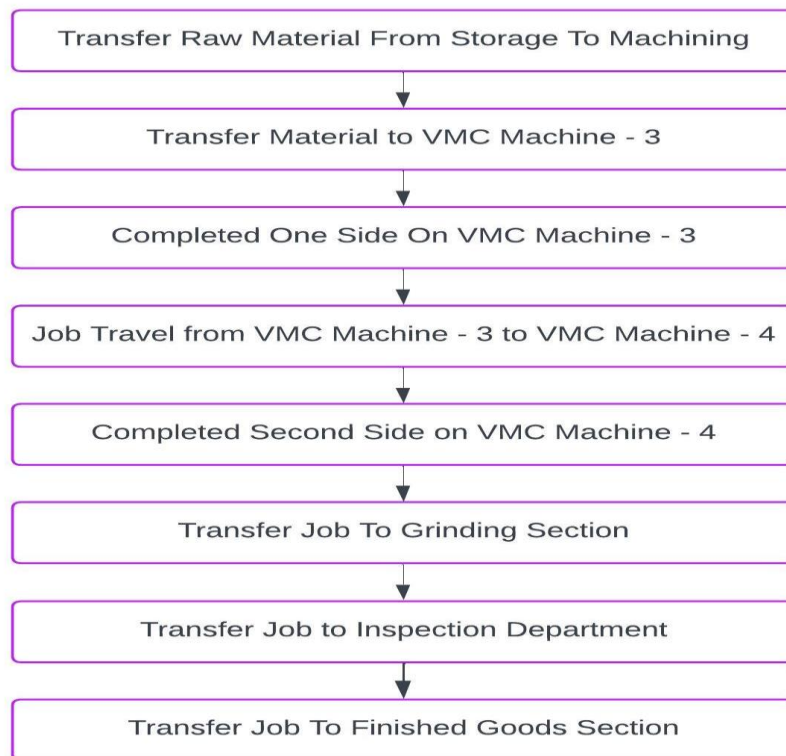 Transfer Raw Material From Storage To Machining
Transfer Material to VMC Machine - 3
Completed One Side On VMC Machine - 3
Job Travel from VMC Machine - 3 to VMC Machine - 4
Completed Second Side on VMC Machine - 4
Transfer Job To Grinding Section
Transfer Job to Inspection Department
Transfer Job To Finished Goods Section